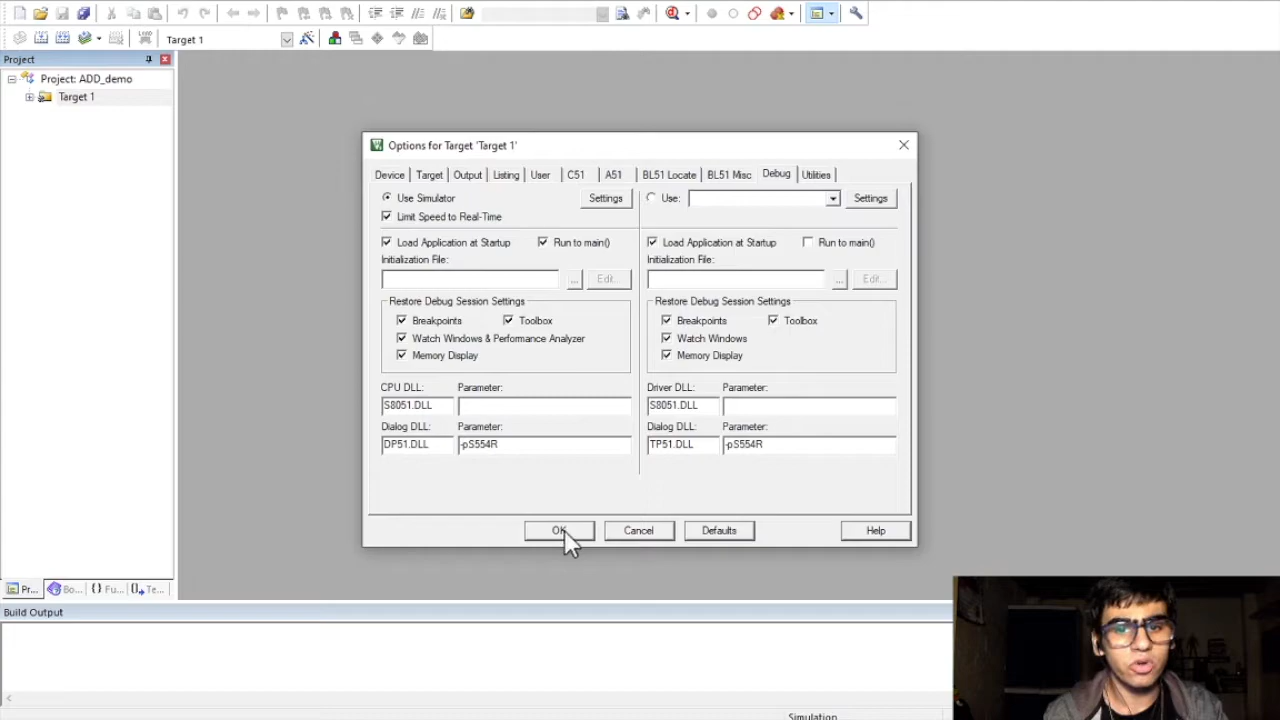 Target 1
Project
Project: ADD_demo
Target 1
Options for Target 'Target 1'
Device Target Output Listing User C51 A51 BL51 Locate BL51 Misc Debug Utilities
Use Simulator Settings Use: Settings
Limit Speed to Real-Time
Load Application at Startup Run to main() Load Application at Startup Run to main()
Initialization File: Initialization File:
... Edit... ... Edit...
Restore Debug Session Settings Restore Debug Session Settings
Breakpoints Toolbox Breakpoints Toolbox
Watch Windows & Performance Analyzer Watch Windows
Memory Display Memory Display
CPU DLL: Parameter: Driver DLL: Parameter:
S8051.DLL S8051.DLL
Dialog DLL: Parameter: Dialog DLL: Parameter:
DP51.DLL -pS554R TP51.DLL -pS554R
OK Cancel Defaults Help
Pr... Bo... {} Fu... Te...
Build Output
Simulation